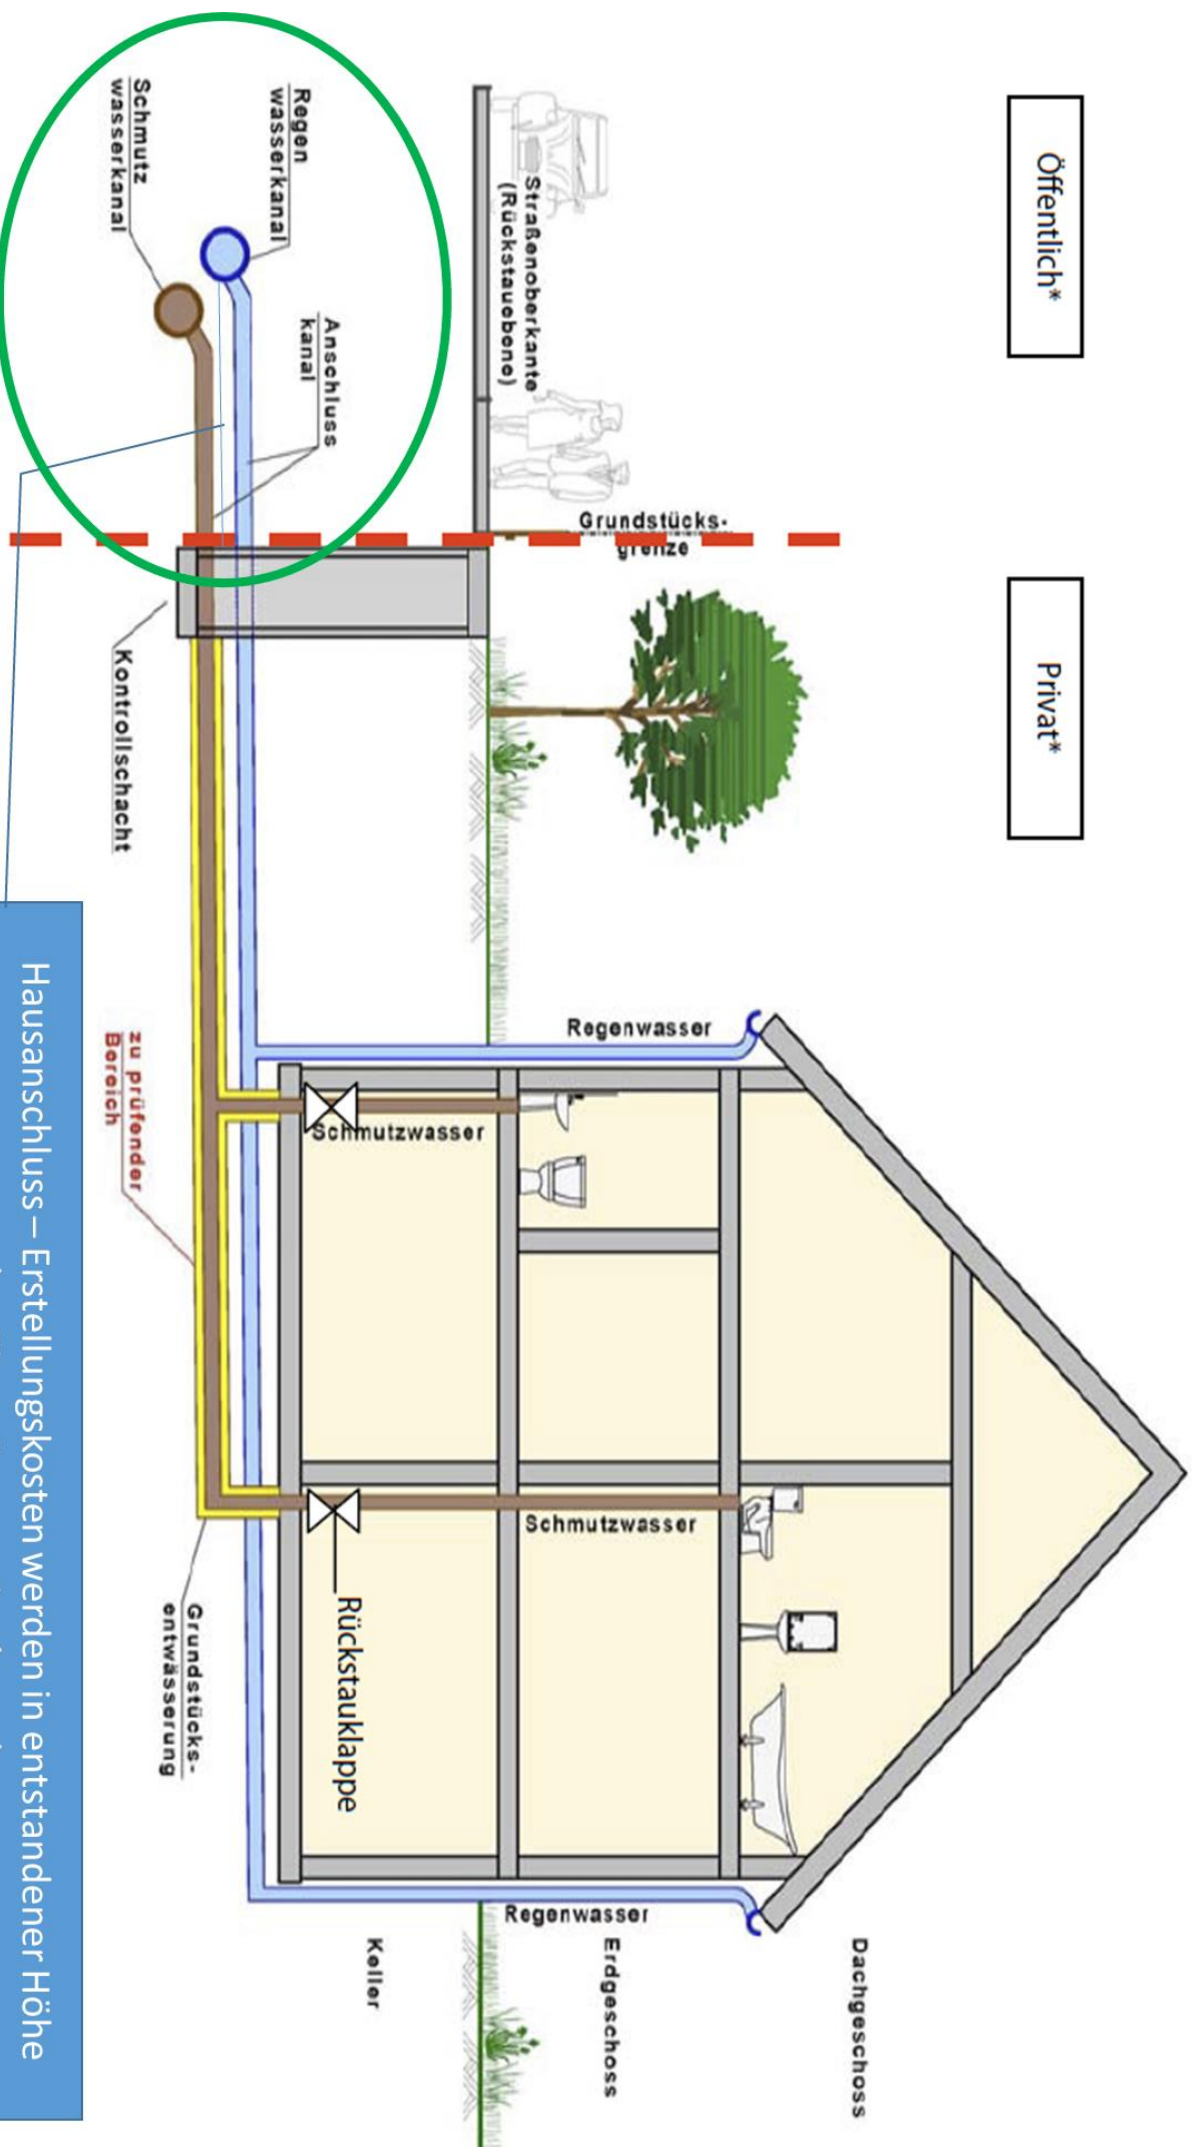 Öffentlich*
Privat*
Straßenoberkante
(Rückstauebene)
Grundstücks-
grenze
Regen
wasserkanal
Schmutz
wasserkanal
Anschluss
kanal
Kontrollschacht
Regenwasser
Schmutzwasser
Schmutzwasser
Rückstauklappe
Regenwasser
zu prüfender
Bereich
Grundstücks-
entwässerung
Dachgeschoss
Erdgeschoss
Keller
Hausanschluss – Erstellungskosten werden in entstandener Höhe